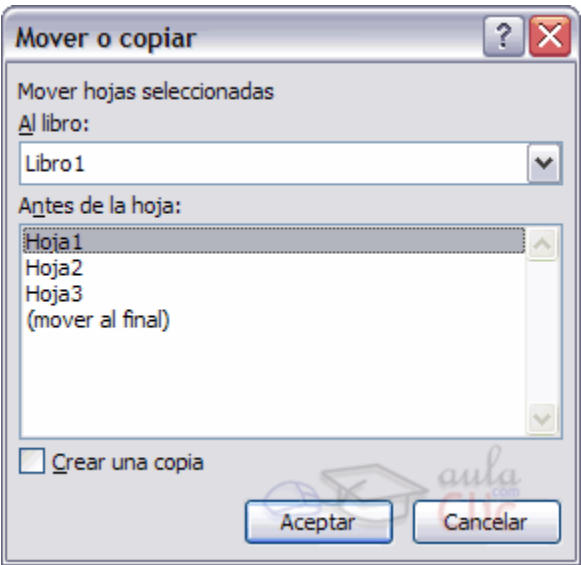 Mover o copiar
?
Mover hojas seleccionadas
Al libro:
Libro1
Antes de la hoja:
Hoja1
Hoja2
Hoja3
(mover al final)
Crear una copia
aula
.com
Clic
Aceptar
Cancelar